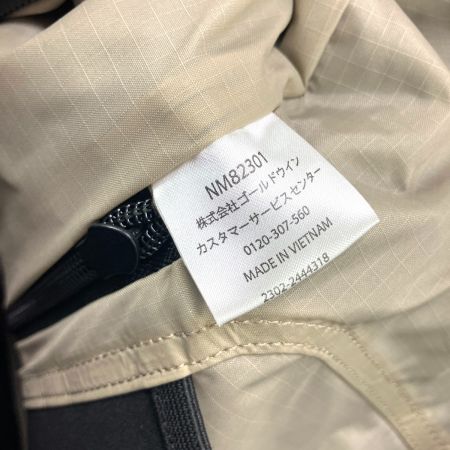 NM82301
株式会社ゴールドウイン
カスタマーサービスセンター
0120-307-560
MADE IN VIETNAM
2302-2444318